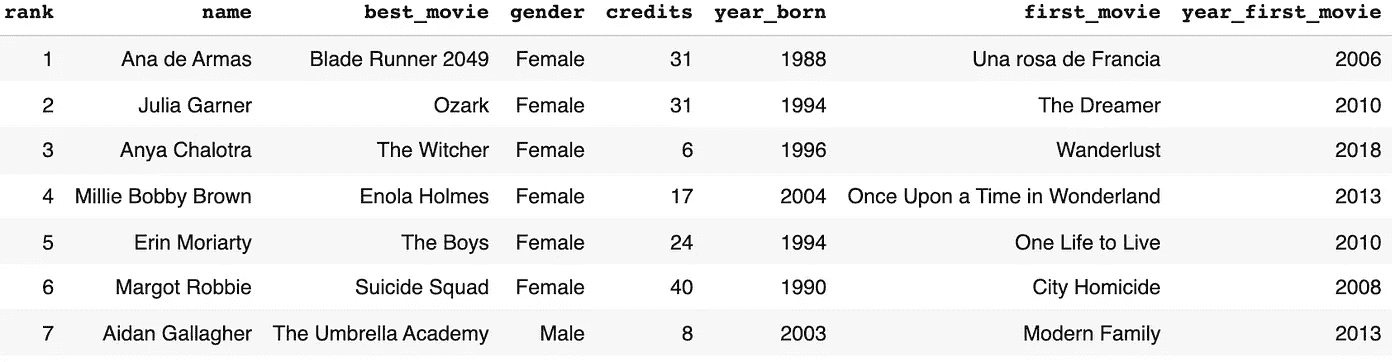 rank name best_movie gender credits year_born first_movie year_first_movie
1 Ana de Armas Blade Runner 2049 Female 31 1988 Una rosa de Francia 2006
2 Julia Garner Ozark Female 31 1994 The Dreamer 2010
3 Anya Chalotra The Witcher Female 6 1996 Wanderlust 2018
4 Millie Bobby Brown Enola Holmes Female 17 2004 Once Upon a Time in Wonderland 2013
5 Erin Moriarty The Boys Female 24 1994 One Life to Live 2010
6 Margot Robbie Suicide Squad Female 40 1990 City Homicide 2008
7 Aidan Gallagher The Umbrella Academy Male 8 2003 Modern Family 2013